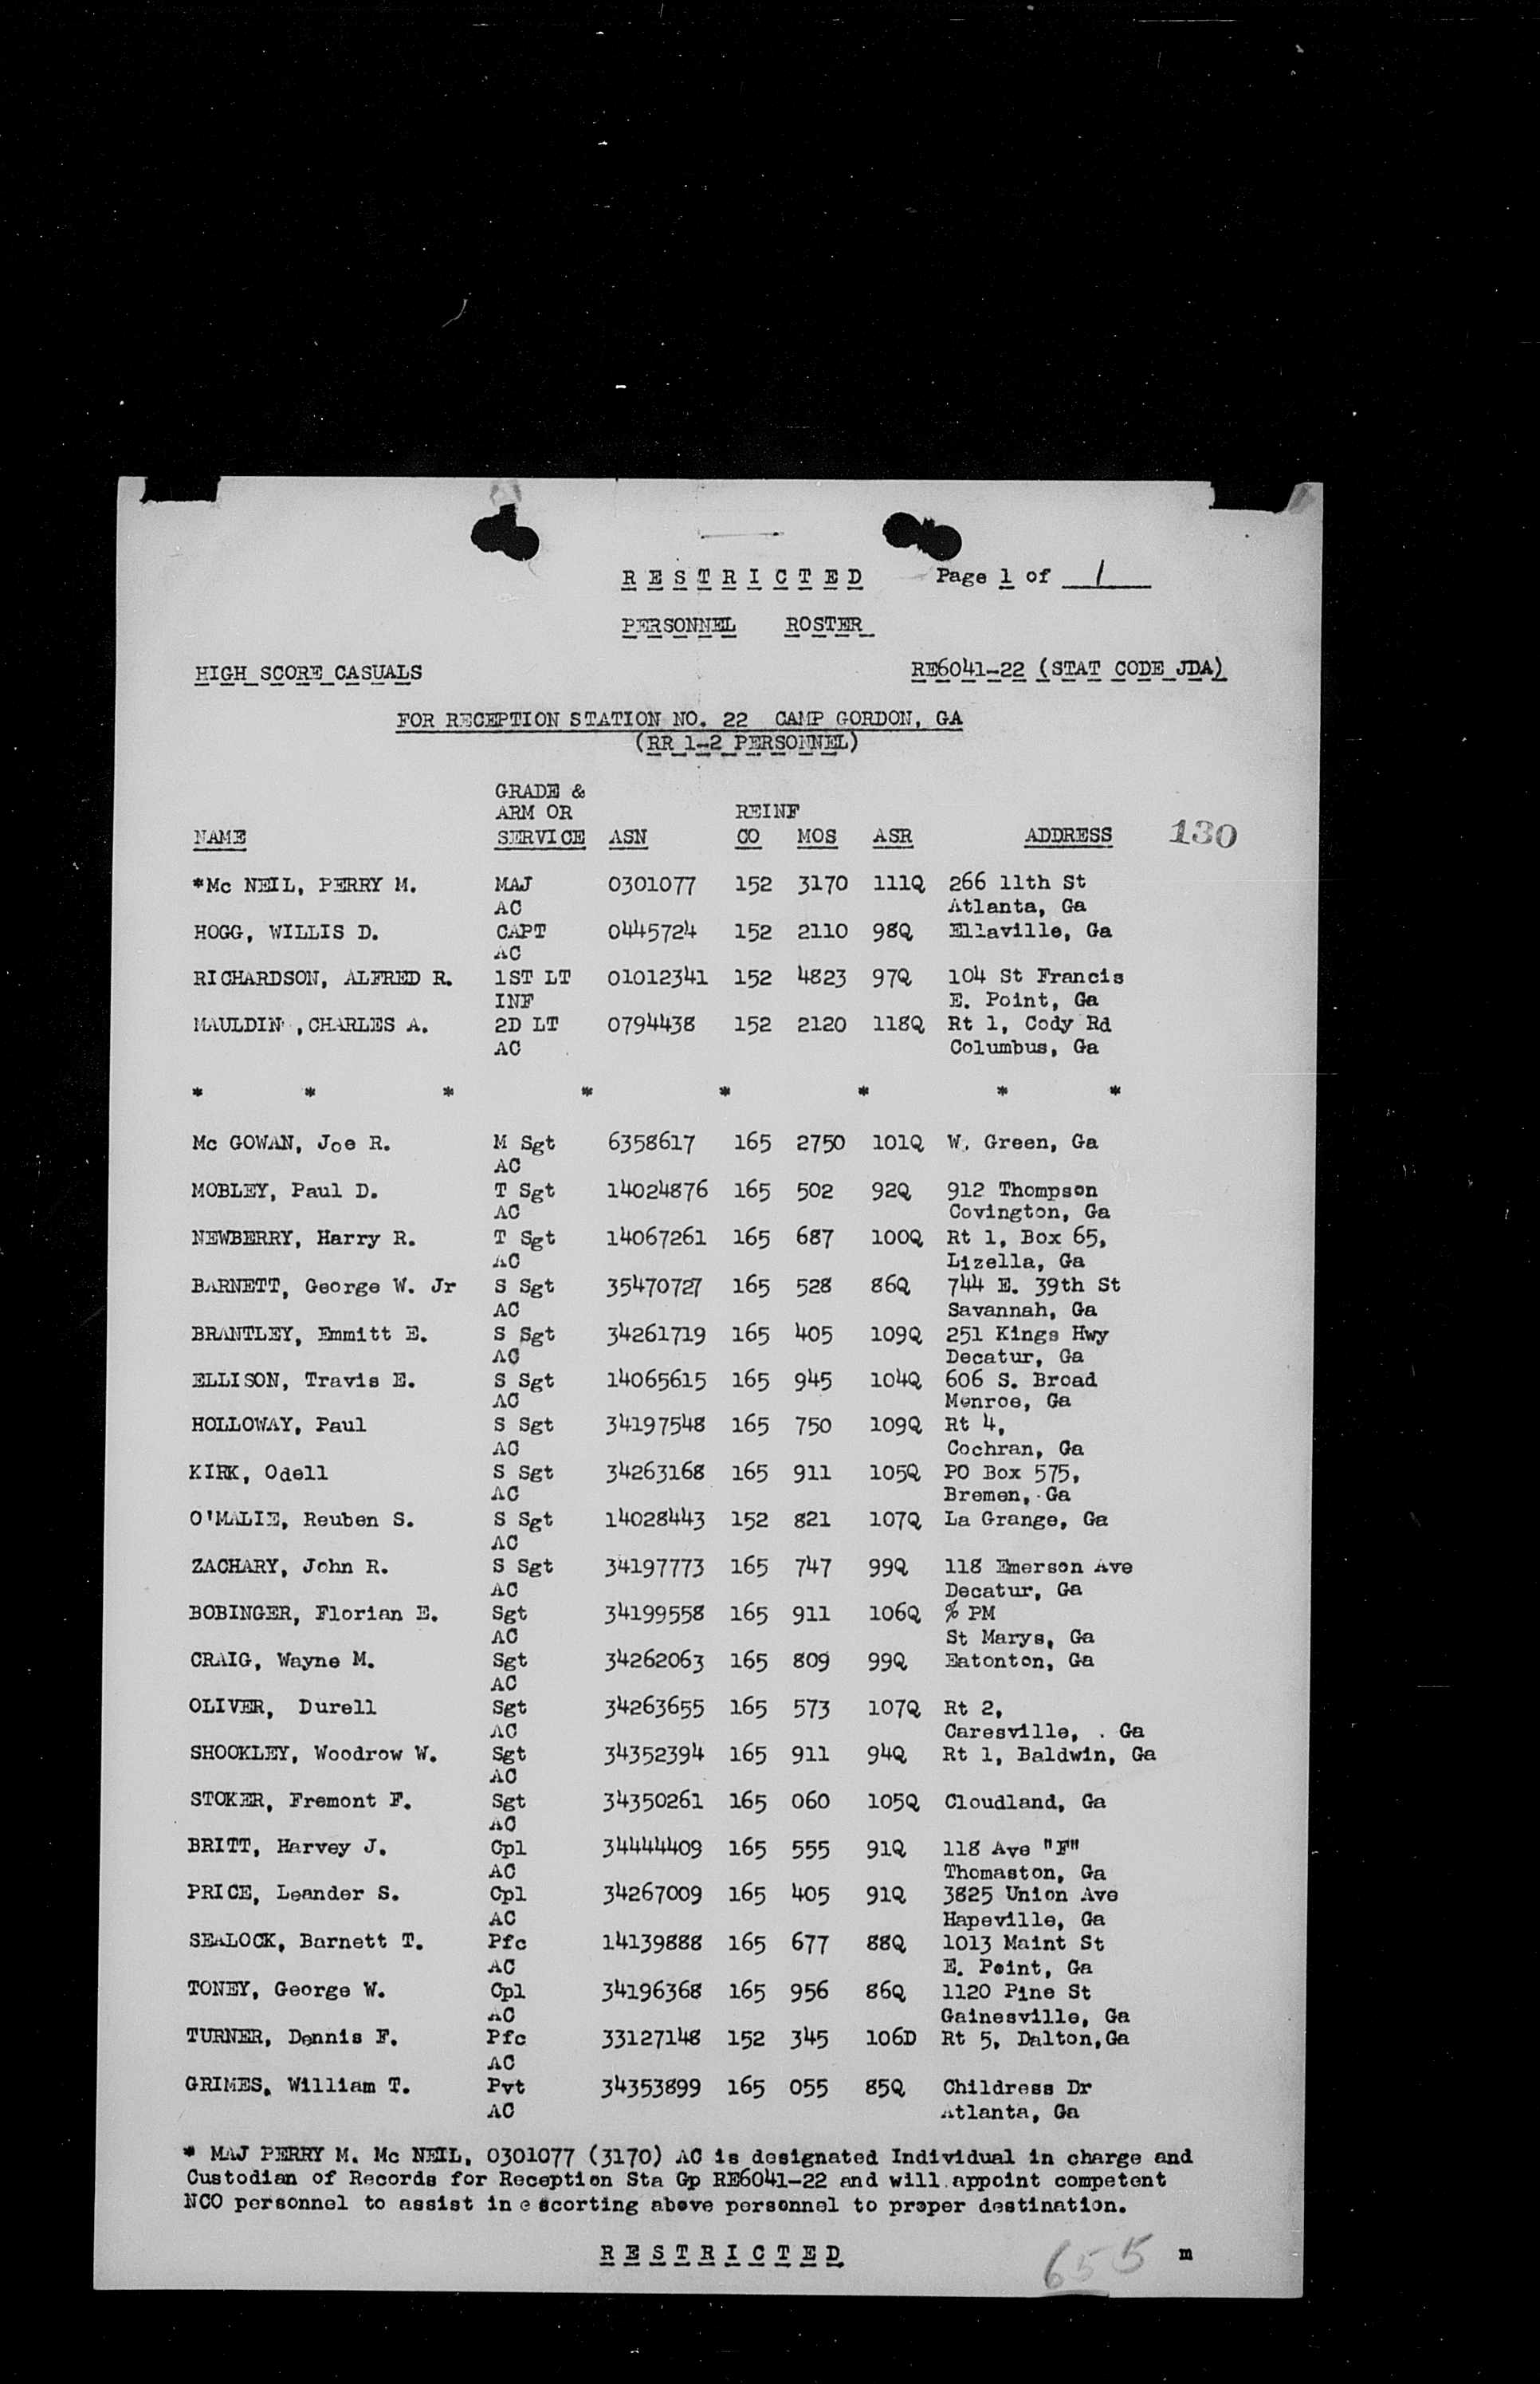 RESTRICTED Page 1 of 1
PERSONNEL ROSTER
HIGH SCORE CASUALS RE6041-22 (STAT CODE JDA)
FOR RECEPTION STATION NO. 22 CAMP GORDON, GA
(RR 1-2 PERSONNEL)
GRADE &
ARM OR REINF
NAME SERVICE ASN CO MOS ASR ADDRESS 130
*Mc NEIL, PERRY M. MAJ 0301077 152 3170 111Q 266 11th St
AC Atlanta, Ga
HOGG, WILLIS D. CAPT 0445724 152 2110 98Q Ellaville, Ga
AC
RICHARDSON, ALFRED R. 1ST LT 01012341 152 4823 97Q 104 St Francis
INF E. Point, Ga
MAULDIN, CHARLES A. 2D LT 0794438 152 2120 118Q Rt 1, Cody Rd
AC Columbus, Ga
* * * * * * * *
Mc GOWAN, Joe R. M Sgt 6358617 165 2750 101Q W. Green, Ga
AC
MOBLEY, Paul D. T Sgt 14024876 165 502 92Q 912 Thompson
AC Covington, Ga
NEWBERRY, Harry R. T Sgt 14067261 165 687 100Q Rt 1, Box 65,
AC Lizella, Ga
BARNETT, George W. Jr S Sgt 35470727 165 528 86Q 744 E. 39th St
AC Savannah, Ga
BRANTLEY, Emmitt E. S Sgt 34261719 165 405 109Q 251 Kings Hwy
AC Decatur, Ga
ELLISON, Travis E. S Sgt 14065615 165 945 104Q 606 S. Broad
AC Monroe, Ga
HOLLOWAY, Paul S Sgt 34197548 165 750 109Q Rt 4,
AC Cochran, Ga
KIRK, Odell S Sgt 34263168 165 911 105Q PO Box 575,
AC Bremen, Ga
O'MALIE, Reuben S. S Sgt 14028443 152 821 107Q La Grange, Ga
AC
ZACHARY, John R. S Sgt 34197773 165 747 99Q 118 Emerson Ave
AC Decatur, Ga
BOBINGER, Florian E. Sgt 34199558 165 911 106Q % PM
AC St Marys, Ga
CRAIG, Wayne M. Sgt 34262063 165 809 99Q Eatonton, Ga
AC
OLIVER, Durell Sgt 34263655 165 573 107Q Rt 2,
AC Caresville, . Ga
SHOOKLEY, Woodrow W. Sgt 34352394 165 911 94Q Rt 1, Baldwin, Ga
AC
STOKER, Fremont F. Sgt 34350261 165 060 105Q Cloudland, Ga
AC
BRITT, Harvey J. Cpl 34444409 165 555 91Q 118 Ave "F"
AC Thomaston, Ga
PRICE, Leander S. Cpl 34267009 165 405 91Q 3825 Union Ave
AC Hapeville, Ga
SEALOCK, Barnett T. Pfc 14139888 165 677 88Q 1013 Maint St
AC E. Point, Ga
TONEY, George W. Cpl 34196368 165 956 86Q 1120 Pine St
AC Gainesville, Ga
TURNER, Dennis F. Pfc 33127148 152 345 106D Rt 5, Dalton,Ga
AC
GRIMES, William T. Pvt 34353899 165 055 85Q Childress Dr
AC Atlanta, Ga
* MAJ PERRY M. Mc NEIL, 0301077 (3170) AC is designated Individual in charge and
Custodian of Records for Reception Sta Gp RE6041-22 and will appoint competent
NCO personnel to assist in escorting above personnel to proper destination.
RESTRICTED 655 m